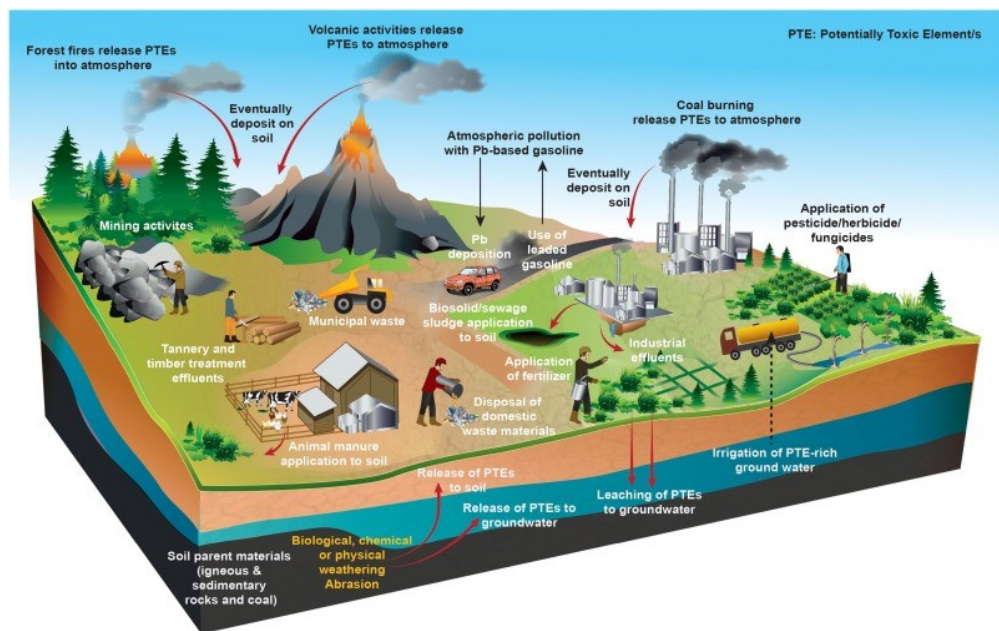 PTE: Potentially Toxic Element/s
Volcanic activities release
PTEs to atmosphere
Forest fires release PTEs
into atmosphere
Eventually
deposit on
soil
Coal burning
release PTEs to atmosphere
Atmospheric pollution
with Pb-based gasoline
Eventually
deposit on
soil
Application of
pesticide/herbicide/
fungicides
Mining activites
Pb
deposition
Use of
leaded
gasoline
Municipal waste
Biosolid/sewage
sludge application
to soil
Tannery and
timber treatment
effluents
Application
of fertilizer
Industrial
effluents
Disposal of
domestic
waste materials
Animal manure
application to soil
Irrigation of PTE-rich
ground water
Release of PTEs
to soil
Release of PTEs to
groundwater
Leaching of PTEs
to groundwater
Soil parent materials
(igneous &
sedimentary
rocks and coal)
Biological, chemical
or physical
weathering
Abrasion